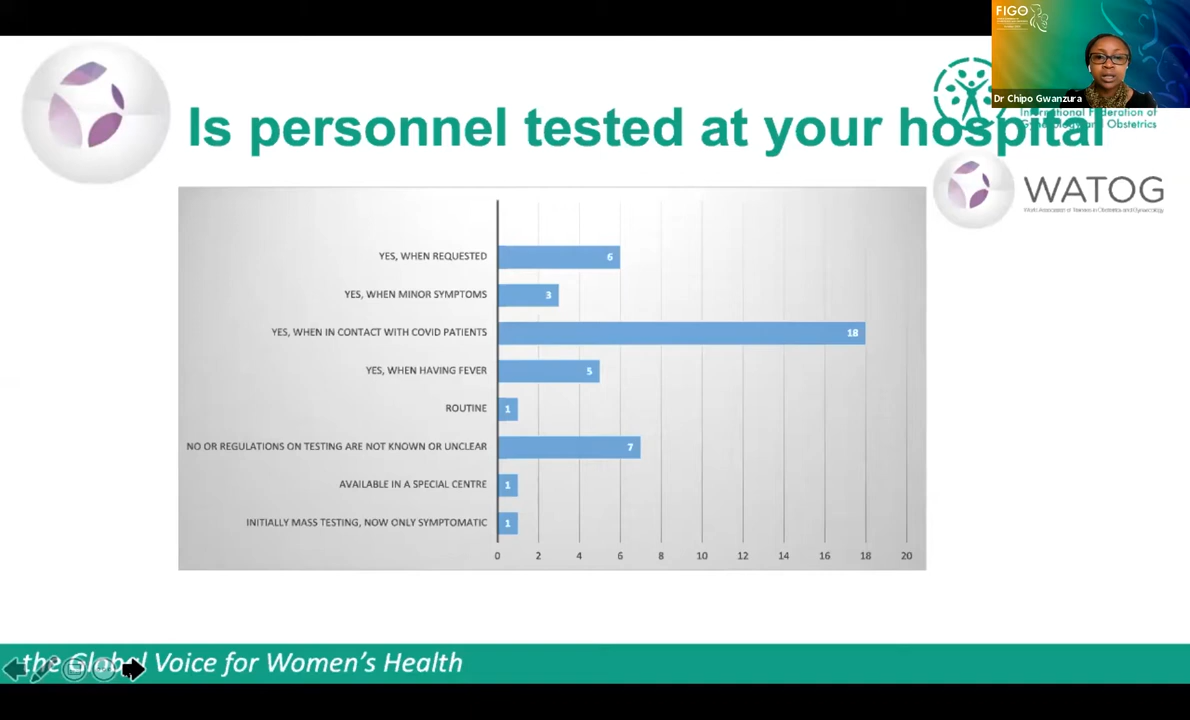 FIGO
Dr Chipo Gwanzura
Is personnel tested at your hospital
International Federation of
Gynecology and Obstetrics
WATOG
World Association of Trainees in Obstetrics and Gynecology
YES, WHEN REQUESTED 6
YES, WHEN MINOR SYMPTOMS 3
YES, WHEN IN CONTACT WITH COVID PATIENTS 18
YES, WHEN HAVING FEVER 5
ROUTINE 1
NO OR REGULATIONS ON TESTING ARE NOT KNOWN OR UNCLEAR 7
AVAILABLE IN A SPECIAL CENTRE 1
INITIALLY MASS TESTING, NOW ONLY SYMPTOMATIC 1
0 2 4 6 8 10 12 14 16 18 20
the Global Voice for Women's Health